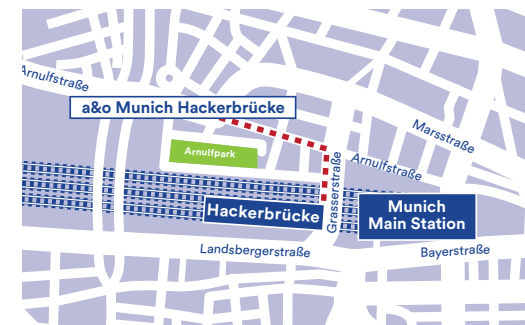 Arnulfstraße
a&o Munich Hackerbrücke
Marsstraße
Arnulfpark
Arnulfstraße
Grasserstraße
Hackerbrücke
Munich
Main Station
Landsbergerstraße
Bayerstraße